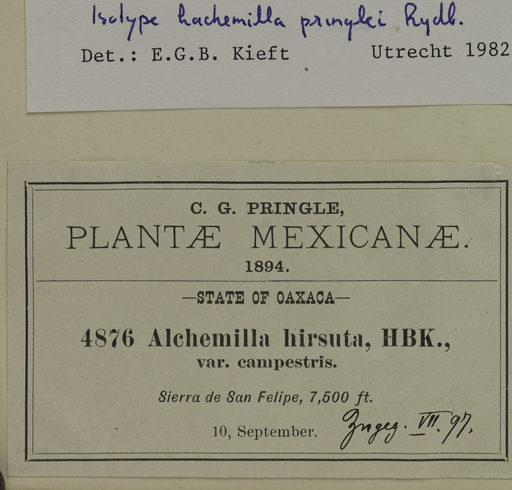 Isotype Lachemilla pringlei Rydb.
Det.: E.G.B. Kieft Utrecht 1982
C. G. PRINGLE,
PLANTÆ MEXICANÆ.
1894.
—STATE OF OAXACA—
4876 Alchemilla hirsuta, HBK.,
var. campestris.
Sierra de San Felipe, 7,500 ft.
10, September. Zugeg. VII. 97.